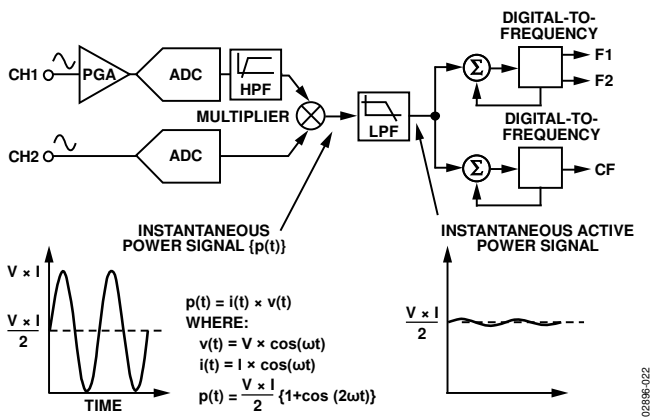 DIGITAL-TO-
FREQUENCY
CH1
PGA
ADC
HPF
MULTIPLIER
LPF
Σ
F1
F2
CH2
ADC
DIGITAL-TO-
FREQUENCY
Σ
CF
INSTANTANEOUS
POWER SIGNAL {p(t)}
INSTANTANEOUS ACTIVE
POWER SIGNAL
V × I
V × I
2
TIME
p(t) = i(t) × v(t)
WHERE:
v(t) = V × cos(ωt)
i(t) = I × cos(ωt)
p(t) = V × I
2
{1+cos (2ωt)}
V × I
2
02896-022